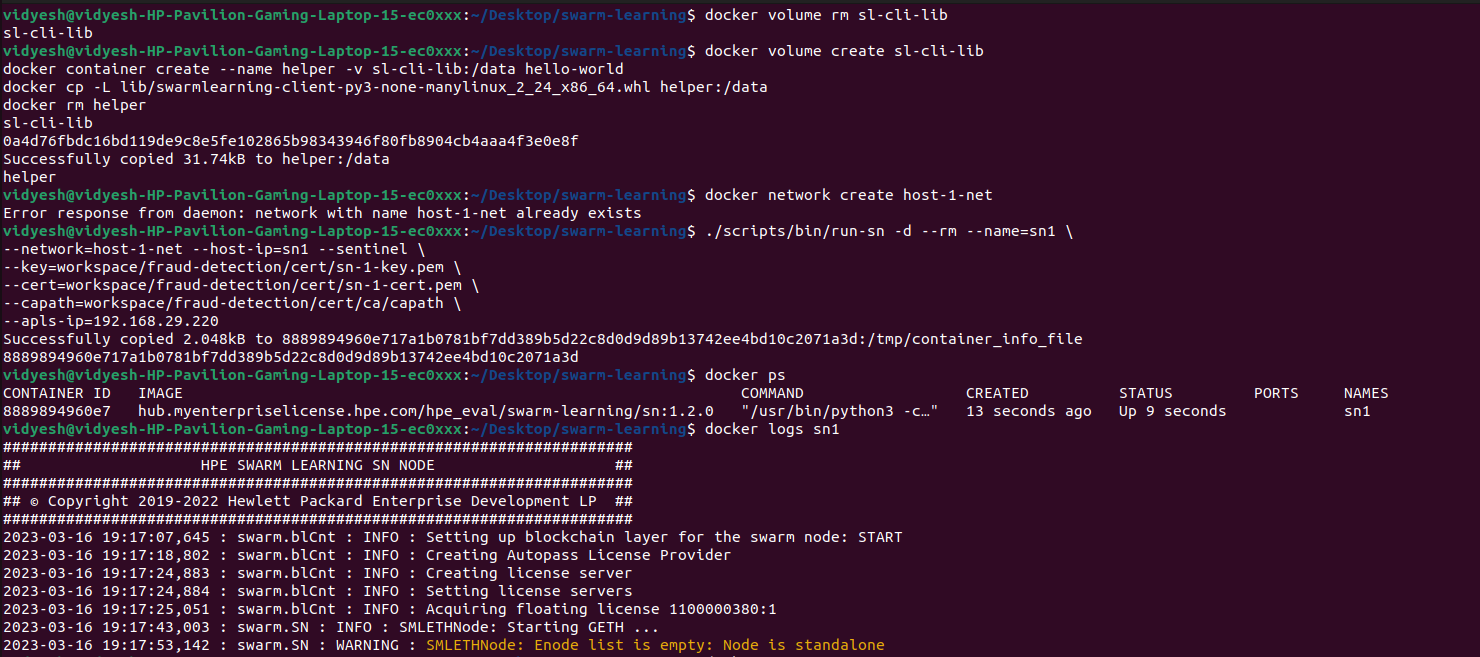 vidyesh@vidyesh-HP-Pavilion-Gaming-Laptop-15-ec0xxx:~/Desktop/swarm-learning$ docker volume rm sl-cli-lib
sl-cli-lib
vidyesh@vidyesh-HP-Pavilion-Gaming-Laptop-15-ec0xxx:~/Desktop/swarm-learning$ docker volume create sl-cli-lib
docker container create --name helper -v sl-cli-lib:/data hello-world
docker cp -L lib/swarmlearning-client-py3-none-manylinux_2_24_x86_64.whl helper:/data
docker rm helper
sl-cli-lib
0a4d76fbdc16bd119de9c8e5fe102865b98343946f80fb8904cb4aaa4f3e0e8f
Successfully copied 31.74kB to helper:/data
helper
vidyesh@vidyesh-HP-Pavilion-Gaming-Laptop-15-ec0xxx:~/Desktop/swarm-learning$ docker network create host-1-net
Error response from daemon: network with name host-1-net already exists
vidyesh@vidyesh-HP-Pavilion-Gaming-Laptop-15-ec0xxx:~/Desktop/swarm-learning$ ./scripts/bin/run-sn -d --rm --name=sn1 \
--network=host-1-net --host-ip=sn1 --sentinel \
--key=workspace/fraud-detection/cert/sn-1-key.pem \
--cert=workspace/fraud-detection/cert/sn-1-cert.pem \
--capath=workspace/fraud-detection/cert/ca/capath \
--apls-ip=192.168.29.220
Successfully copied 2.048kB to 8889894960e717a1b0781bf7dd389b5d22c8d0d9d89b13742ee4bd10c2071a3d:/tmp/container_info_file
8889894960e717a1b0781bf7dd389b5d22c8d0d9d89b13742ee4bd10c2071a3d
vidyesh@vidyesh-HP-Pavilion-Gaming-Laptop-15-ec0xxx:~/Desktop/swarm-learning$ docker ps
CONTAINER ID   IMAGE                                                              COMMAND                  CREATED          STATUS         PORTS     NAMES
8889894960e7   hub.myenterpriselicense.hpe.com/hpe_eval/swarm-learning/sn:1.2.0   "/usr/bin/python3 -c…"   13 seconds ago   Up 9 seconds             sn1
vidyesh@vidyesh-HP-Pavilion-Gaming-Laptop-15-ec0xxx:~/Desktop/swarm-learning$ docker logs sn1
######################################################################
##                    HPE SWARM LEARNING SN NODE                    ##
######################################################################
## © Copyright 2019-2022 Hewlett Packard Enterprise Development LP  ##
######################################################################
2023-03-16 19:17:07,645 : swarm.blCnt : INFO : Setting up blockchain layer for the swarm node: START
2023-03-16 19:17:18,802 : swarm.blCnt : INFO : Creating Autopass License Provider
2023-03-16 19:17:24,883 : swarm.blCnt : INFO : Creating license server
2023-03-16 19:17:24,884 : swarm.blCnt : INFO : Setting license servers
2023-03-16 19:17:25,051 : swarm.blCnt : INFO : Acquiring floating license 1100000380:1
2023-03-16 19:17:43,003 : swarm.SN : INFO : SMLETHNode: Starting GETH ...
2023-03-16 19:17:53,142 : swarm.SN : WARNING : SMLETHNode: Enode list is empty: Node is standalone